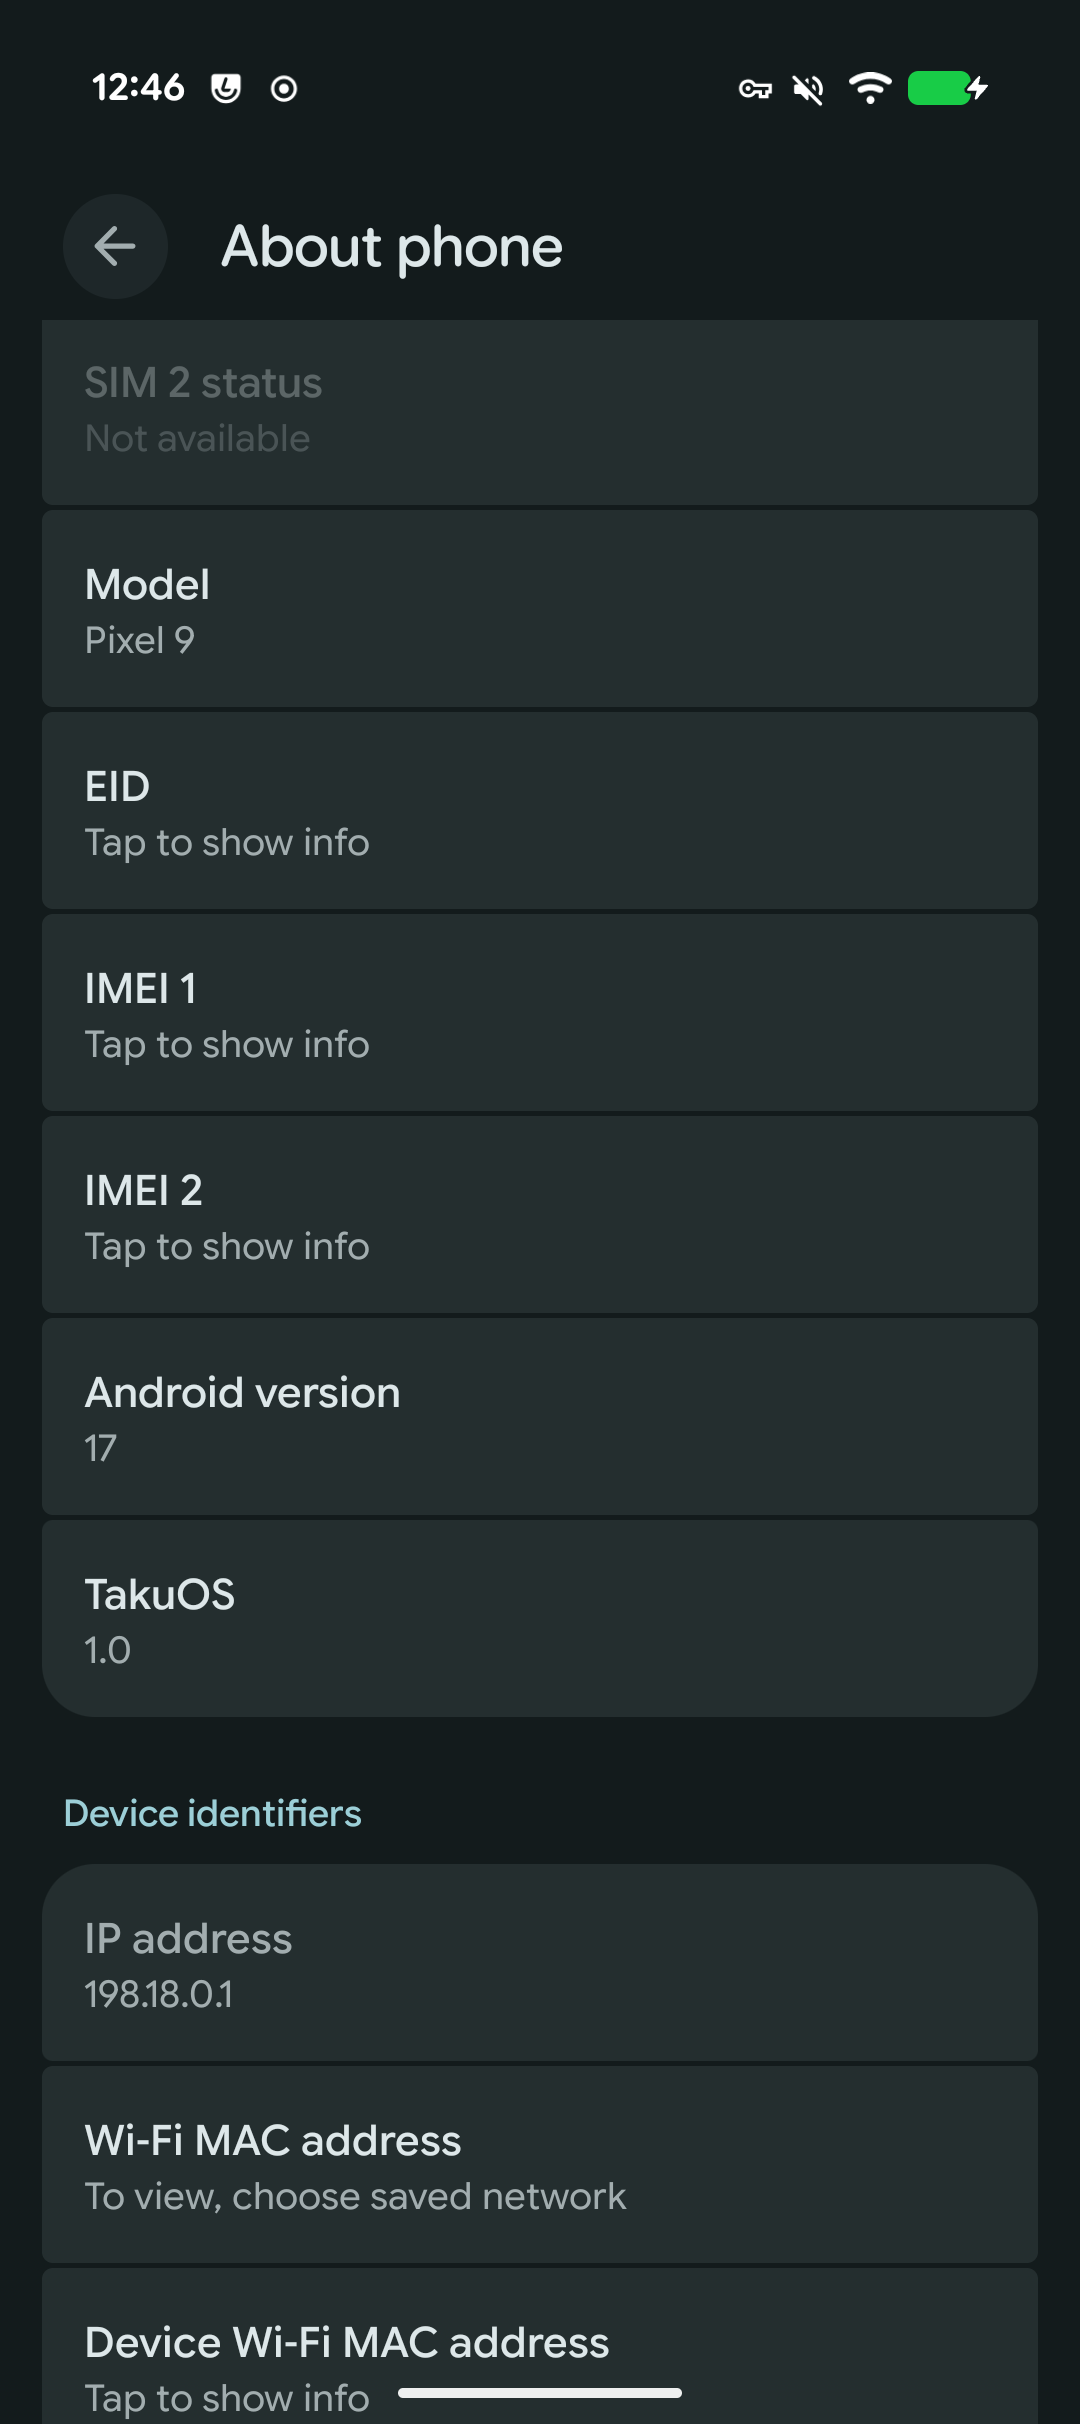 12:46
About phone
SIM 2 status
Not available
Model
Pixel 9
EID
Tap to show info
IMEI 1
Tap to show info
IMEI 2
Tap to show info
Android version
17
TakuOS
1.0
Device identifiers
IP address
198.18.0.1
Wi-Fi MAC address
To view, choose saved network
Device Wi-Fi MAC address
Tap to show info